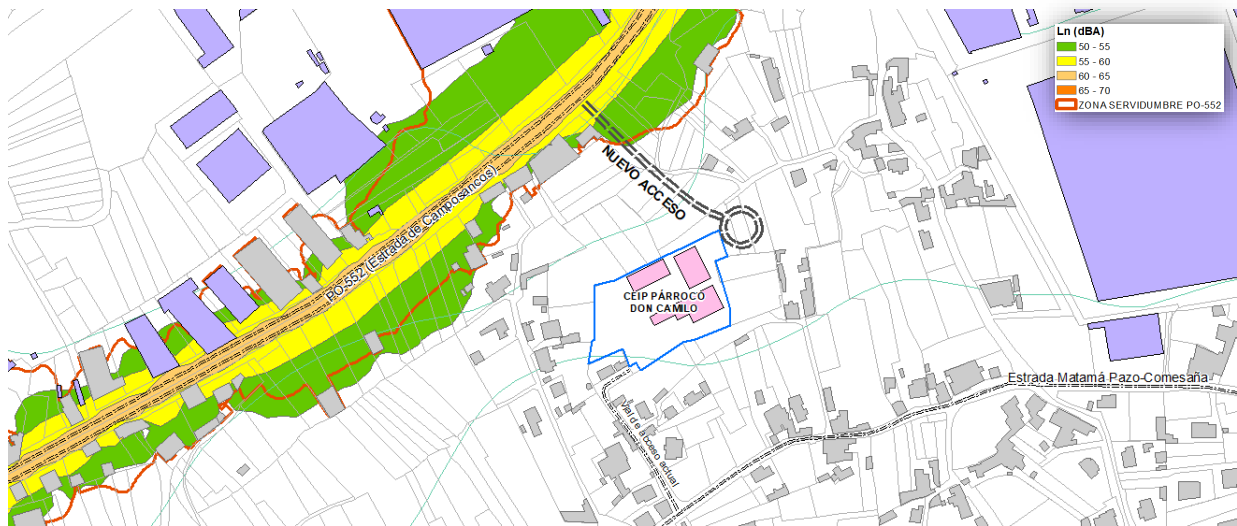 Ln (dBA)
50 - 55
55 - 60
60 - 65
65 - 70
ZONA SERVIDUMBRE PO-552
NUEVO ACCESO
PO-552 (Estrada de Camposancos)
CEIP PÁRROCO
DON CAMILO
Estrada Matamá Pazo-Comesaña
Vial de acceso actual